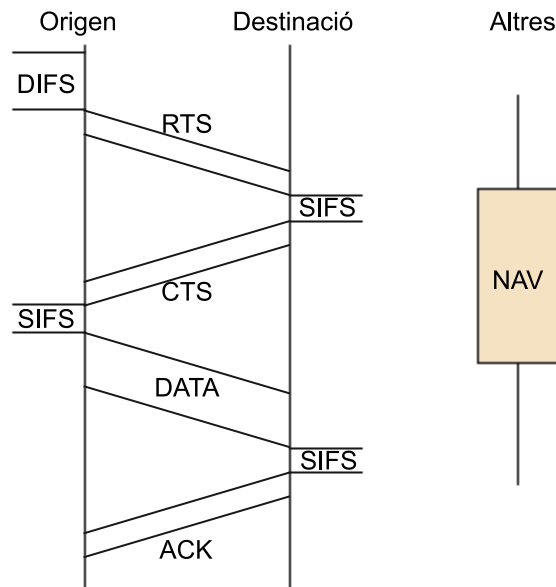 Origen
Destinació
Altres
DIFS
RTS
SIFS
NAV
CTS
SIFS
DATA
SIFS
ACK